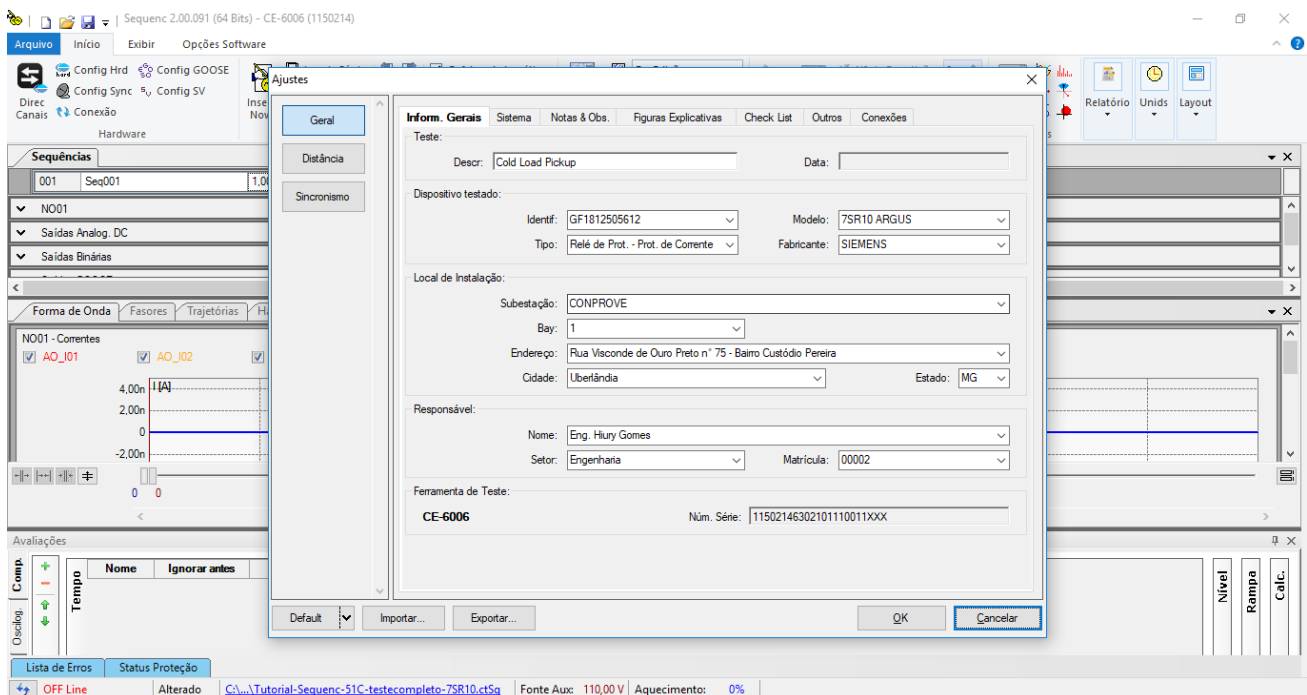 Sequenc 2.00.091 (64 Bits) - CE-6006 (1150214)
Arquivo Início Exibir Opções Software
Config Hrd Config GOOSE
Config Sync Config SV
Direc Canais Conexão
Hardware
Relatório Unids Layout
Sequências
001 Seq001 1,00
NO01
Saídas Analog. DC
Saídas Binárias
Forma de Onda Fasores Trajetórias
NO01 - Correntes
AO_I01 AO_I02
I [A]
4,00n
2,00n
0
-2,00n
0 0
Avaliações
Comp.
Oscilog.
Tempo
Nome Ignorar antes
Nível
Rampa
Calc.
Lista de Erros Status Proteção
OFF Line Alterado C:\...\Tutorial-Sequenc-51C-testecompleto-7SR10.ctSq Fonte Aux: 110,00 V Aquecimento: 0%
Ajustes
Geral
Distância
Sincronismo
Inform. Gerais Sistema Notas & Obs. Figuras Explicativas Check List Outros Conexões
Teste:
Descr: Cold Load Pickup Data:
Dispositivo testado:
Identif: GF1812505612 Modelo: 7SR10 ARGUS
Tipo: Relé de Prot. - Prot. de Corrente Fabricante: SIEMENS
Local de Instalação:
Subestação: CONPROVE
Bay: 1
Endereço: Rua Visconde de Ouro Preto n° 75 - Bairro Custódio Pereira
Cidade: Uberlândia Estado: MG
Responsável:
Nome: Eng. Hiury Gomes
Setor: Engenharia Matrícula: 00002
Ferramenta de Teste:
CE-6006 Núm. Série: 11502146302101110011XXX
Default Importar... Exportar... OK Cancelar